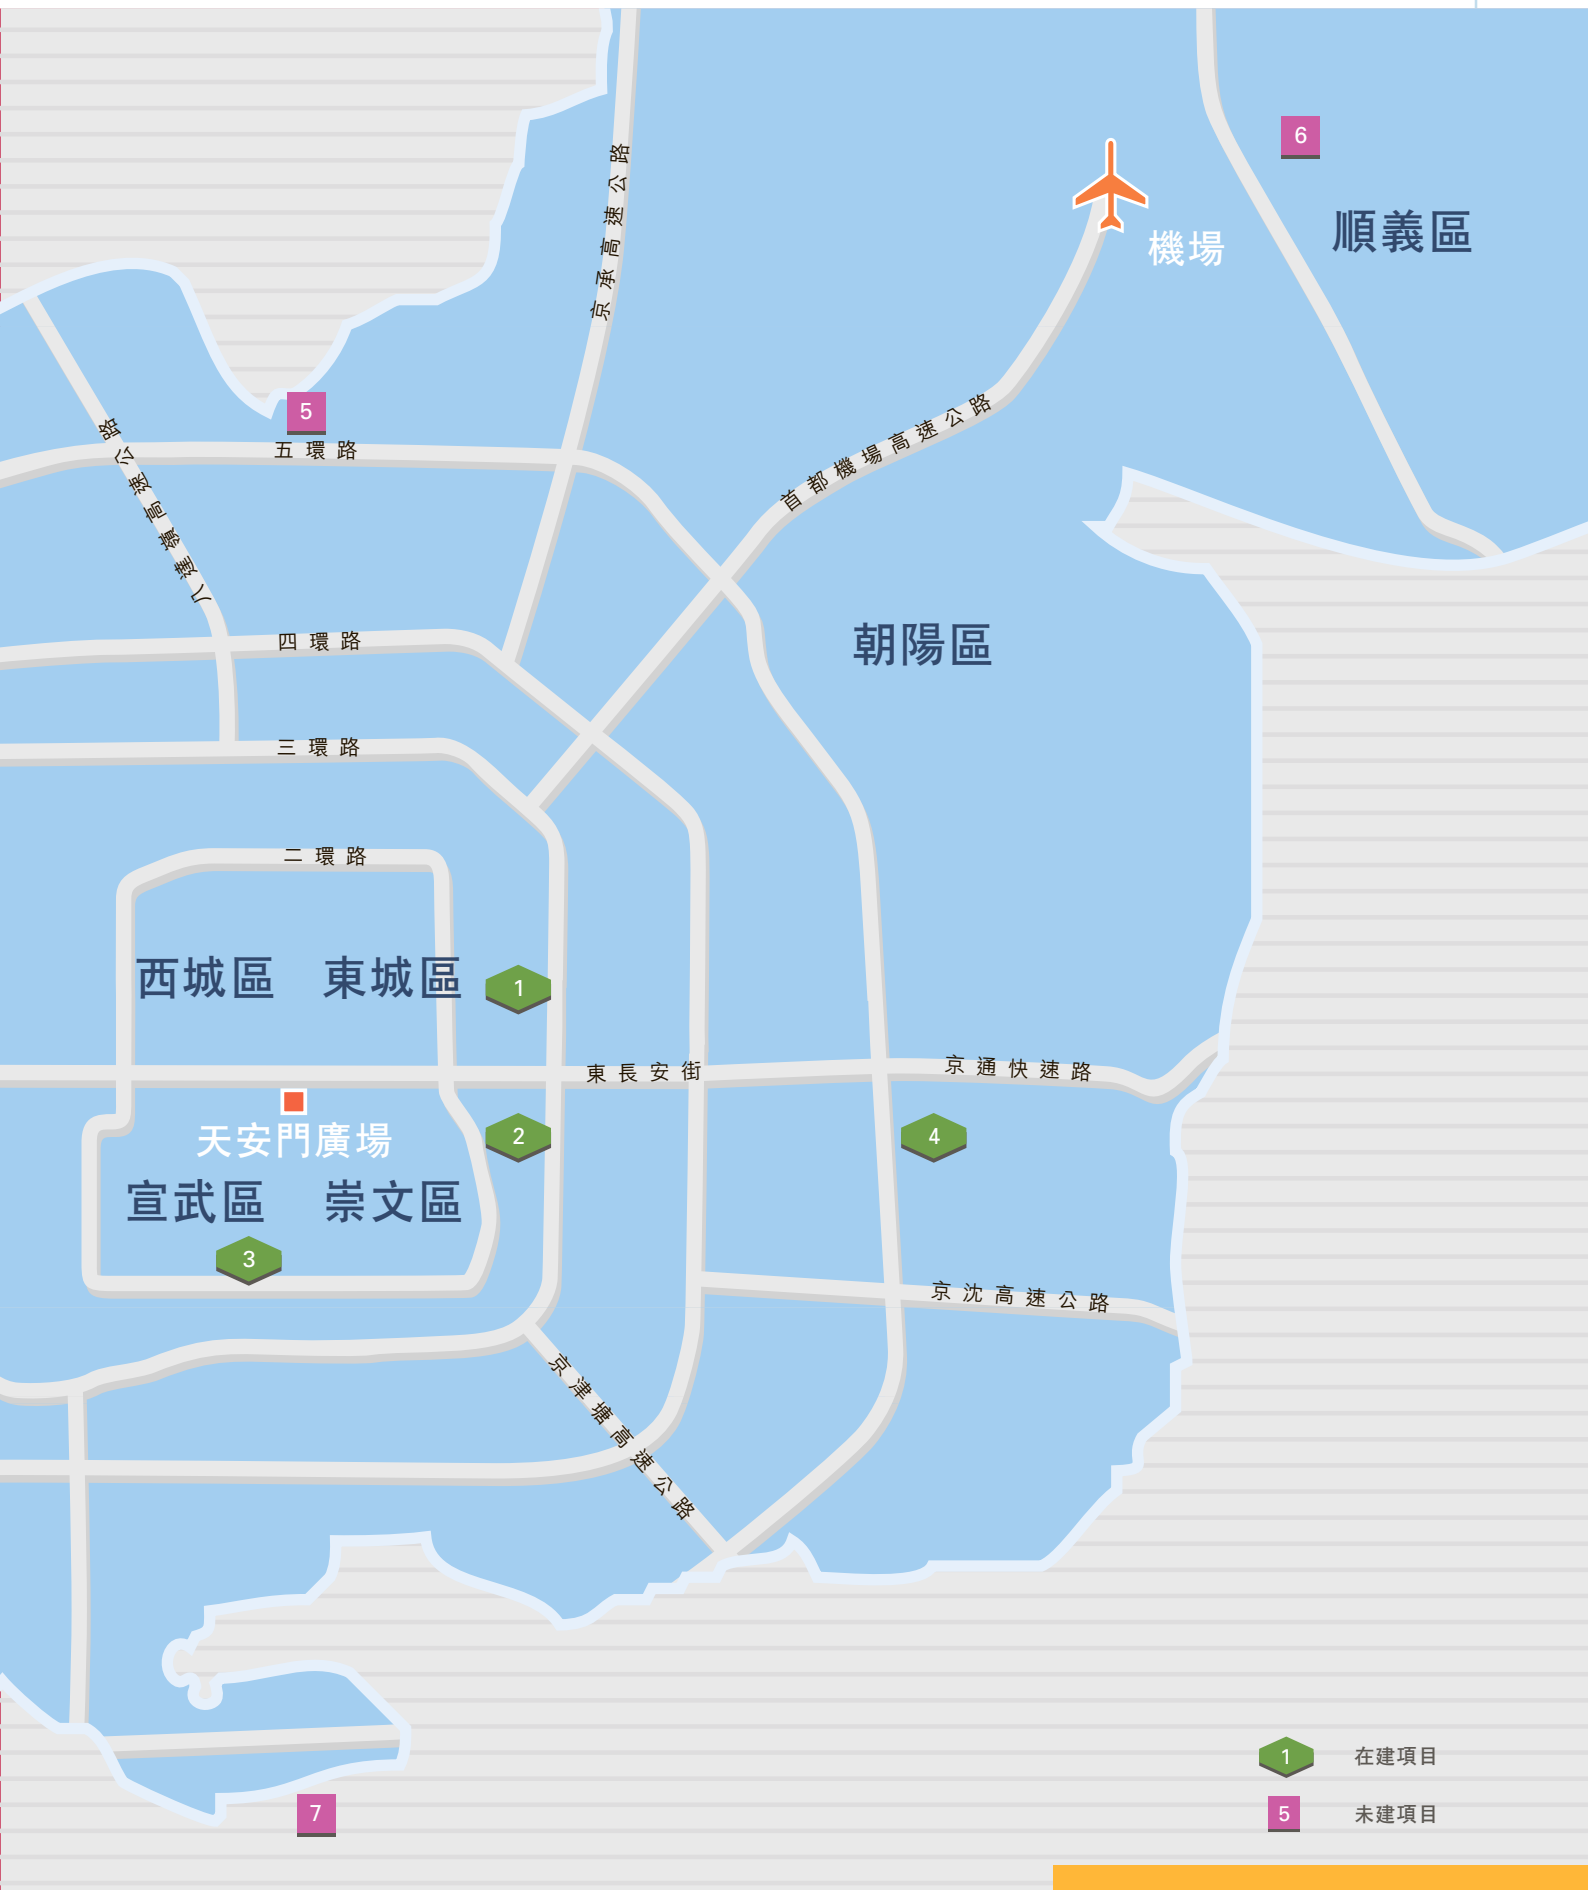 6
順義區
機場
京承高速公路
5
五環路
首都機場高速公路
八達嶺高速公路
四環路
朝陽區
三環路
二環路
西城區
東城區
1
東長安街
京通快速路
天安門廣場
2
4
宣武區
崇文區
3
京沈高速公路
京津塘高速公路
7
1 在建項目
5 未建項目